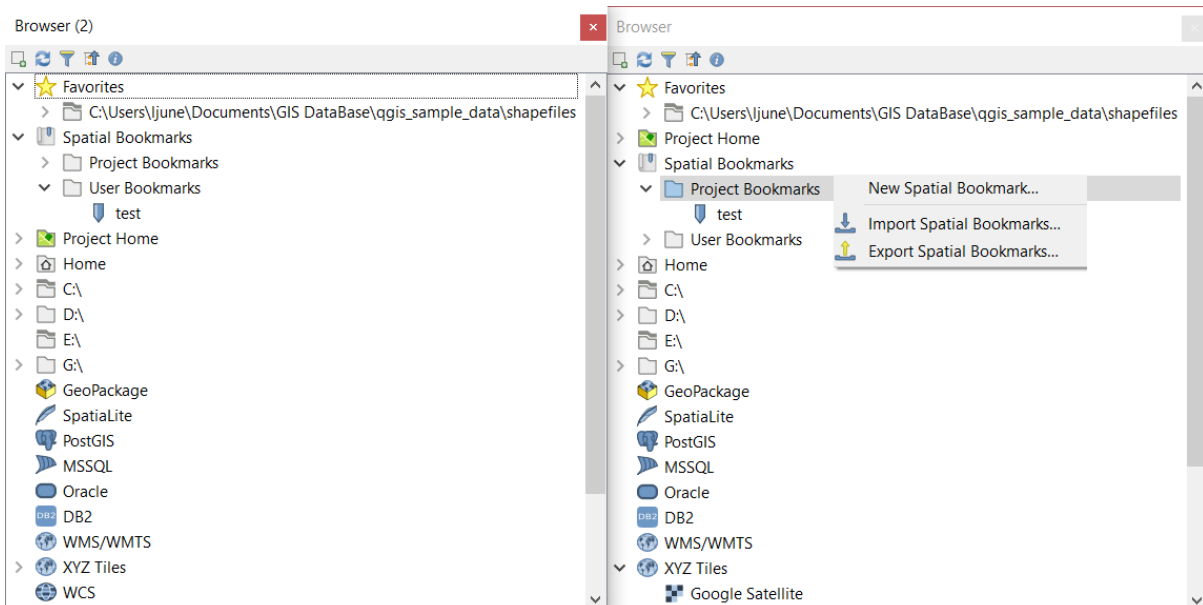 Browser (2)
Favorites
C:\Users\ljune\Documents\GIS DataBase\qgis_sample_data\shapefiles
Spatial Bookmarks
Project Bookmarks
User Bookmarks
test
Project Home
Home
C:\
D:\
E:\
G:\
GeoPackage
SpatiaLite
PostGIS
MSSQL
Oracle
DB2 DB2
WMS/WMTS
XYZ Tiles
WCS
Browser
Favorites
C:\Users\ljune\Documents\GIS DataBase\qgis_sample_data\shapefiles
Project Home
Spatial Bookmarks
Project Bookmarks
test
User Bookmarks
Home
C:\
D:\
E:\
G:\
GeoPackage
SpatiaLite
PostGIS
MSSQL
Oracle
DB2 DB2
WMS/WMTS
XYZ Tiles
Google Satellite
New Spatial Bookmark...
Import Spatial Bookmarks...
Export Spatial Bookmarks...